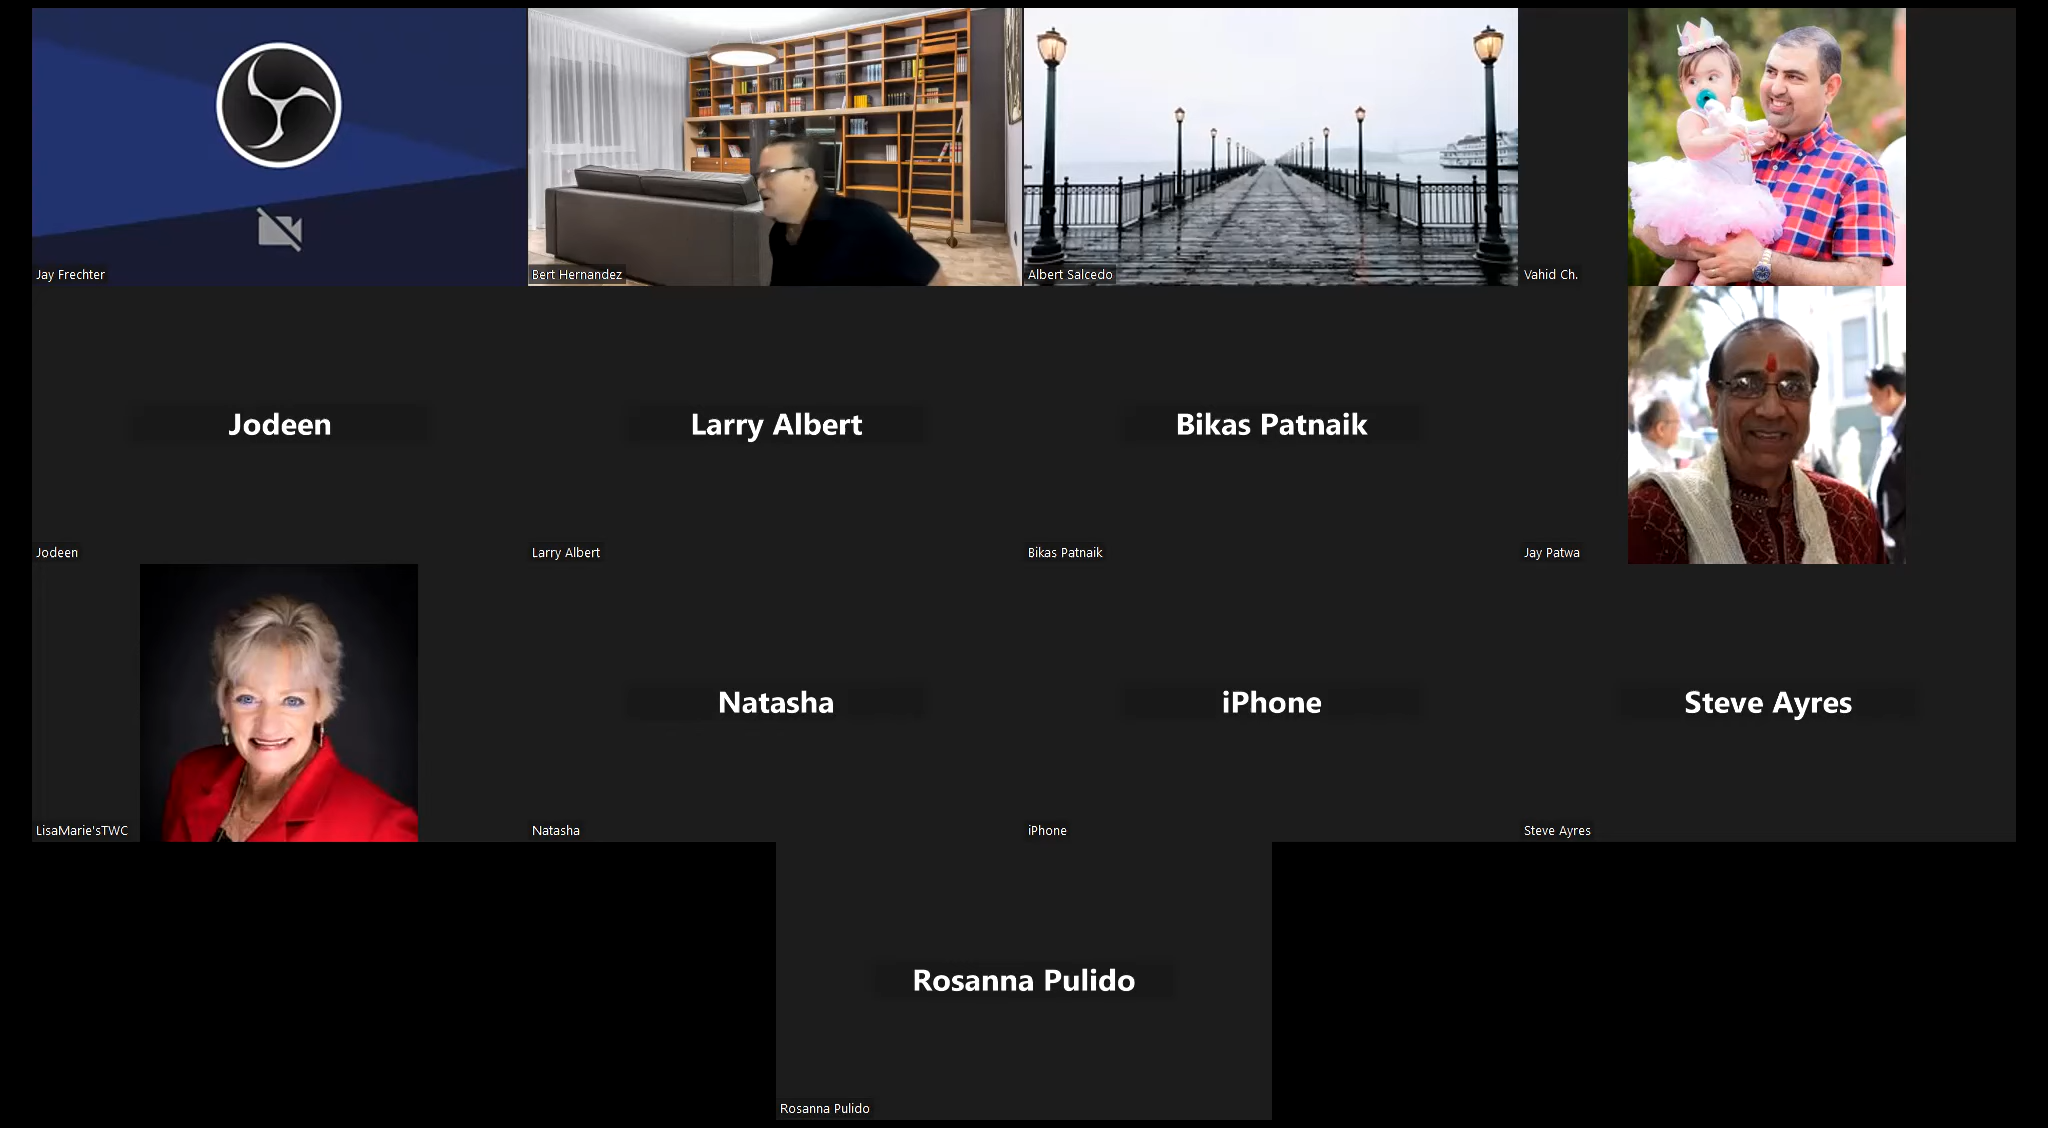 Jay Frechter
Bert Hernandez
Albert Salcedo
Vahid Ch.
Jodeen
Larry Albert
Bikas Patnaik
Jodeen
Larry Albert
Bikas Patnaik
Jay Patwa
Natasha
iPhone
Steve Ayres
LisaMarie'sTWC
Natasha
iPhone
Steve Ayres
Rosanna Pulido
Rosanna Pulido